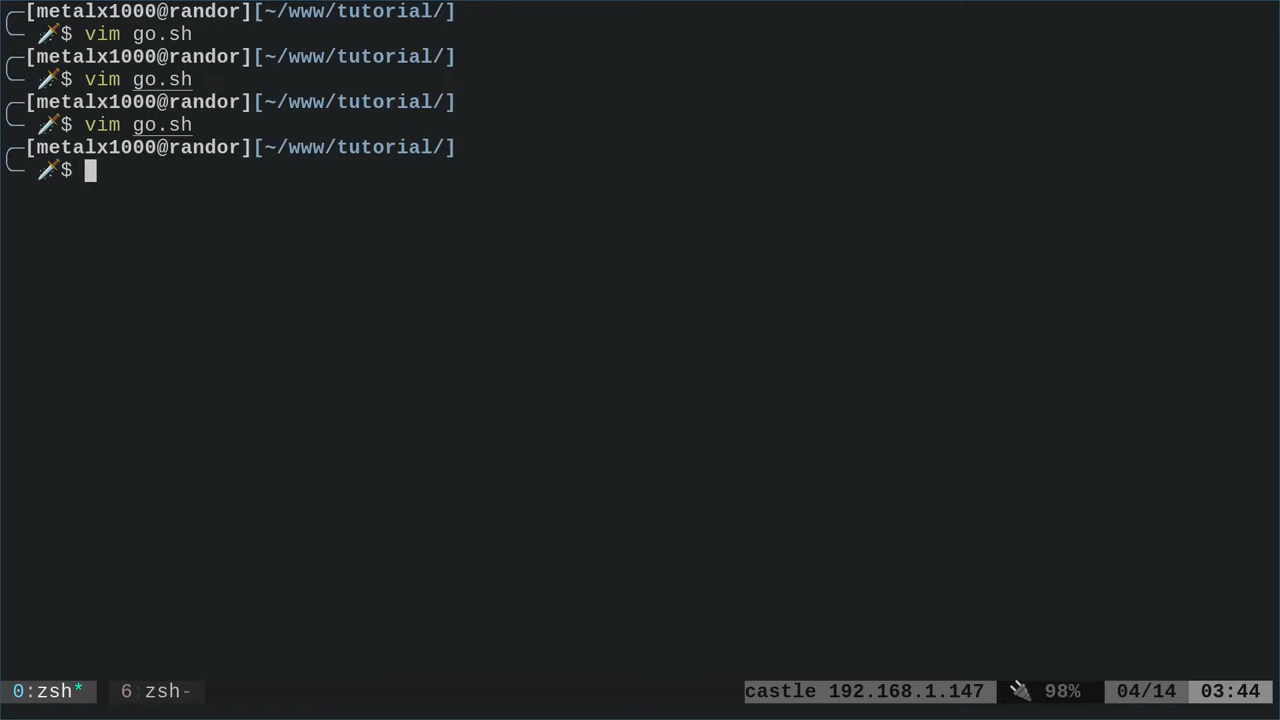 [metalx1000@randor][~/www/tutorial/]
$ vim go.sh
[metalx1000@randor][~/www/tutorial/]
$ vim go.sh
[metalx1000@randor][~/www/tutorial/]
$ vim go.sh
[metalx1000@randor][~/www/tutorial/]
$
0:zsh* 6 zsh- castle 192.168.1.147 98% 04/14 03:44